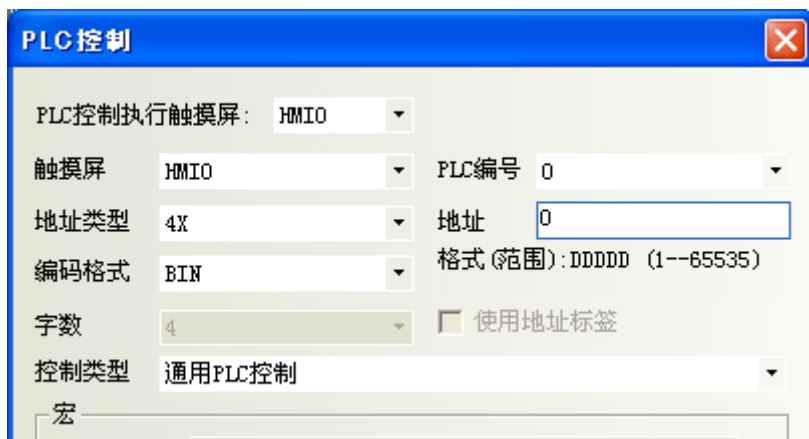 PLC控制
PLC控制执行触摸屏: HMI0
触摸屏 HMI0 PLC编号 0
地址类型 4X 地址 0
编码格式 BIN 格式(范围):DDDDD (1--65535)
字数 4 使用地址标签
控制类型 通用PLC控制
宏